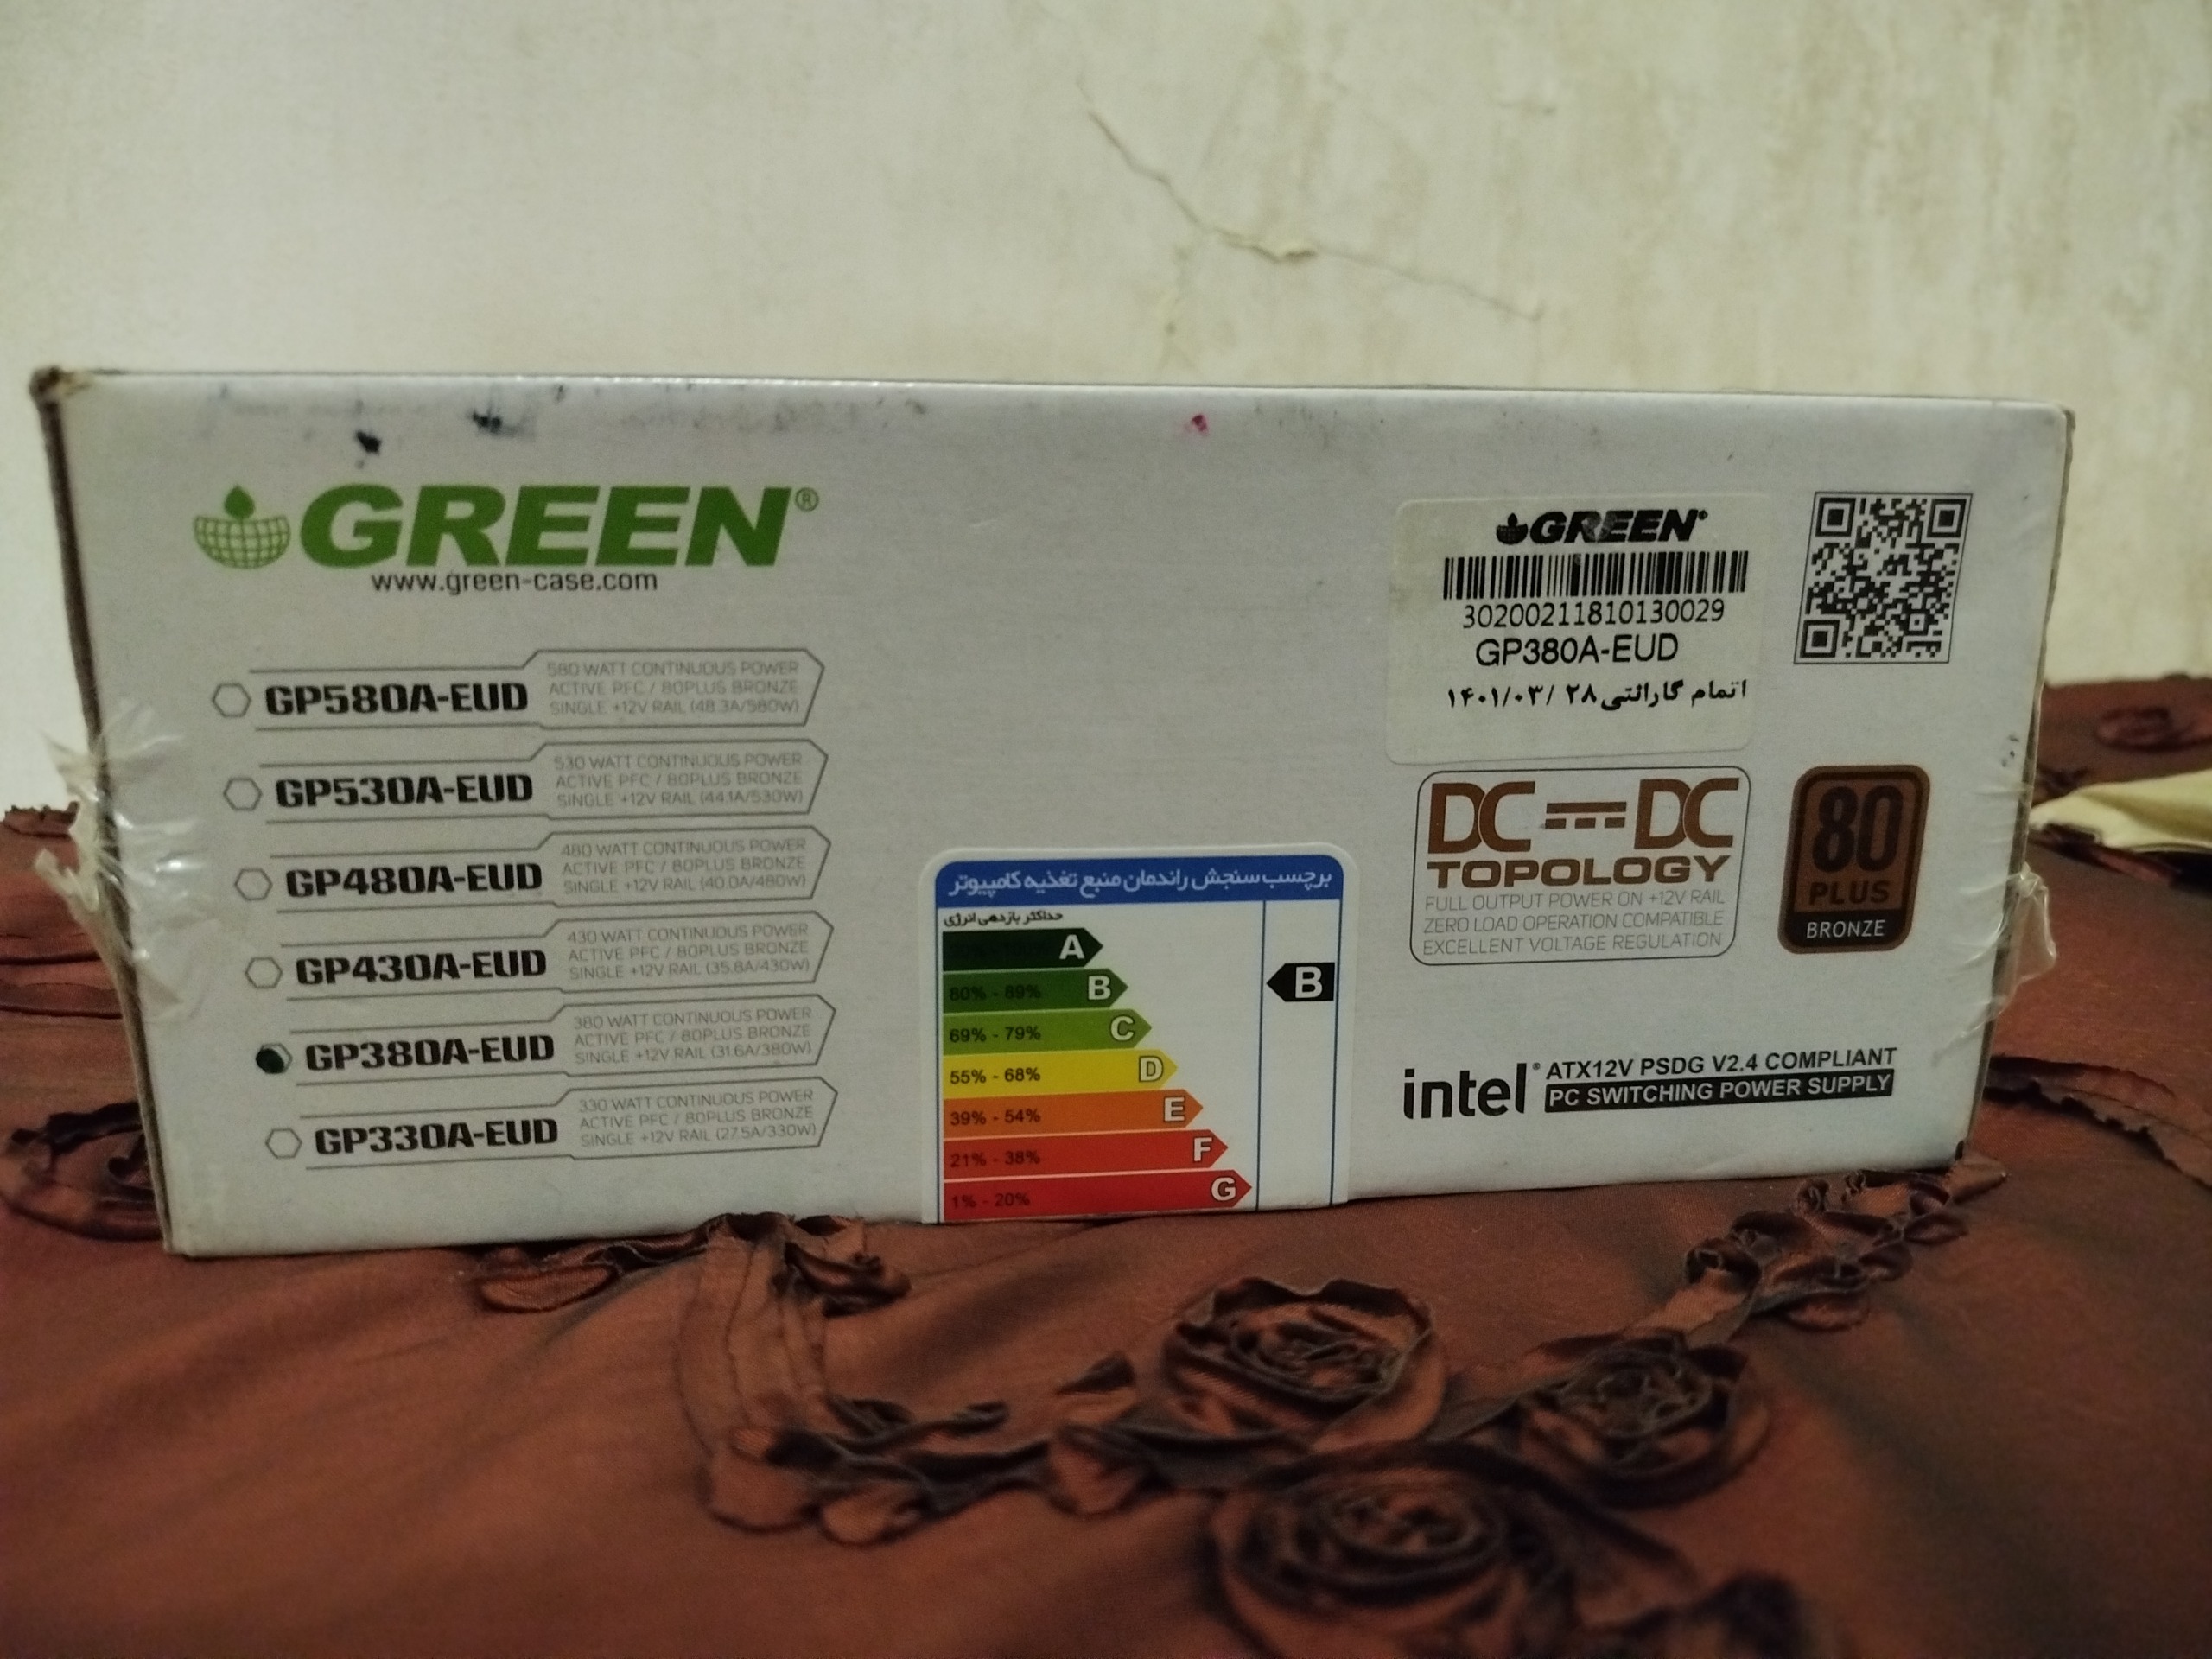 GREEN®
www.green-case.com
GP580A-EUD
580 WATT CONTINUOUS POWER
ACTIVE PFC / 80PLUS BRONZE
SINGLE +12V RAIL (48.3A/580W)
GP530A-EUD
530 WATT CONTINUOUS POWER
ACTIVE PFC / 80PLUS BRONZE
SINGLE +12V RAIL (44.1A/530W)
GP480A-EUD
480 WATT CONTINUOUS POWER
ACTIVE PFC / 80PLUS BRONZE
SINGLE +12V RAIL (40.0A/480W)
GP430A-EUD
430 WATT CONTINUOUS POWER
ACTIVE PFC / 80PLUS BRONZE
SINGLE +12V RAIL (35.8A/430W)
GP380A-EUD
380 WATT CONTINUOUS POWER
ACTIVE PFC / 80PLUS BRONZE
SINGLE +12V RAIL (31.6A/380W)
GP330A-EUD
330 WATT CONTINUOUS POWER
ACTIVE PFC / 80PLUS BRONZE
SINGLE +12V RAIL (27.5A/330W)
برچسب سنجش راندمان منبع تغذیه کامپیوتر
حداکثر بازدهی انرژی
A
80% - 89% B
69% - 79% C
55% - 68% D
39% - 54% E
21% - 38% F
1% - 20% G
B
GREEN®
30200211810130029
GP380A-EUD
اتمام گارانتی ۲۸ /۱۴۰۱/۰۳
DC DC
TOPOLOGY
FULL OUTPUT POWER ON +12V RAIL
ZERO LOAD OPERATION COMPATIBLE
EXCELLENT VOLTAGE REGULATION
80
PLUS
BRONZE
intel® ATX12V PSDG V2.4 COMPLIANT
PC SWITCHING POWER SUPPLY